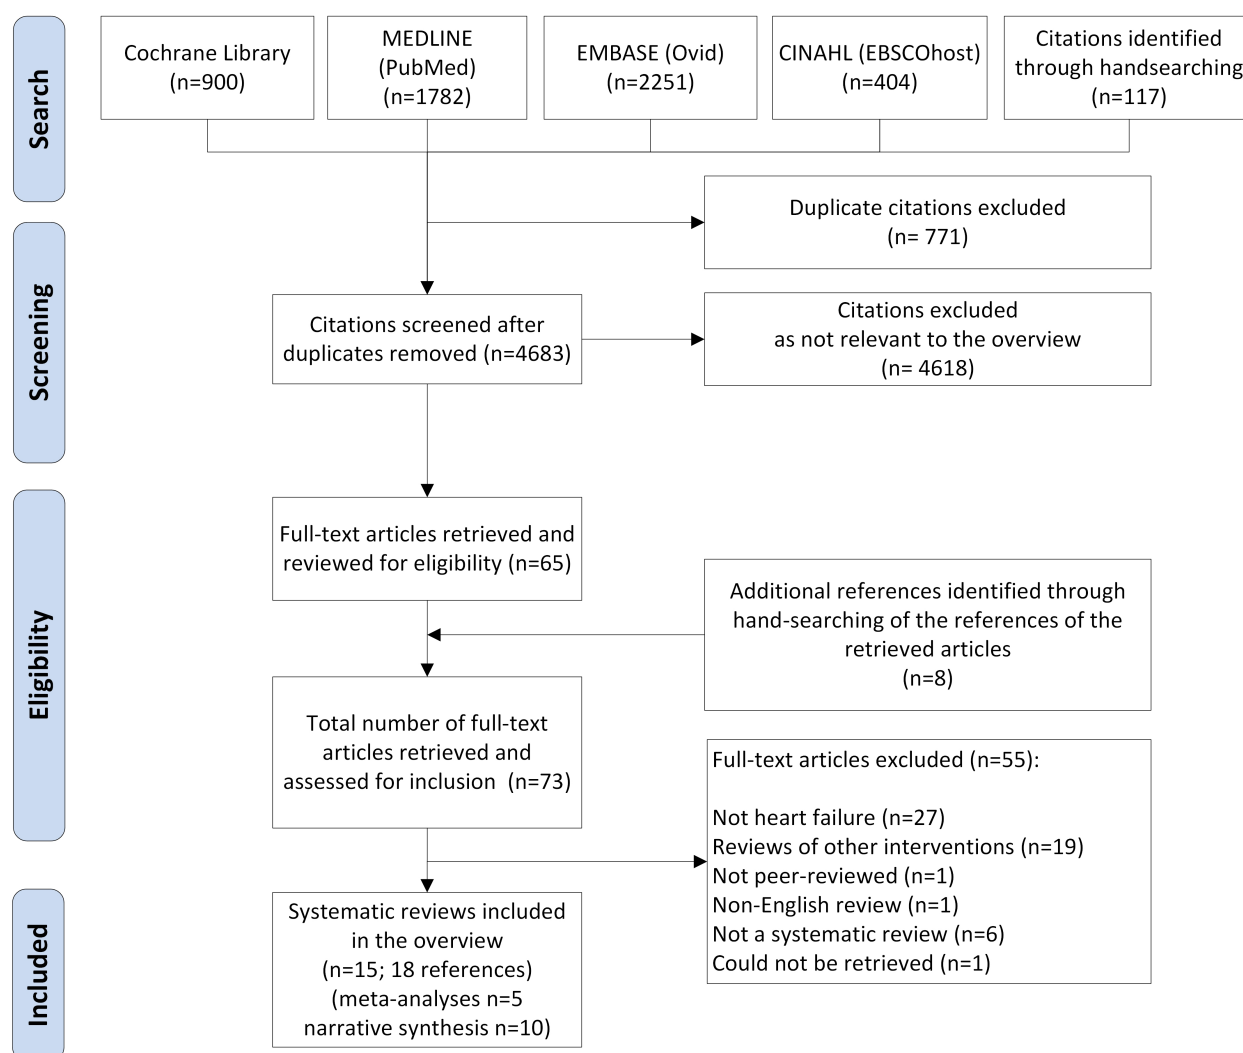 Search
Cochrane Library
(n=900)
MEDLINE
(PubMed)
(n=1782)
EMBASE (Ovid)
(n=2251)
CINAHL (EBSCOhost)
(n=404)
Citations identified
through handsearching
(n=117)
Duplicate citations excluded
(n= 771)
Screening
Citations screened after
duplicates removed (n=4683)
Citations excluded
as not relevant to the overview
(n= 4618)
Eligibility
Full-text articles retrieved and
reviewed for eligibility (n=65)
Additional references identified through
hand-searching of the references of the
retrieved articles
(n=8)
Total number of full-text
articles retrieved and
assessed for inclusion  (n=73)
Full-text articles excluded (n=55):
Not heart failure (n=27)
Reviews of other interventions (n=19)
Not peer-reviewed (n=1)
Non-English review (n=1)
Not a systematic review (n=6)
Could not be retrieved (n=1)
Included
Systematic reviews included
in the overview
(n=15; 18 references)
(meta-analyses n=5
narrative synthesis n=10)